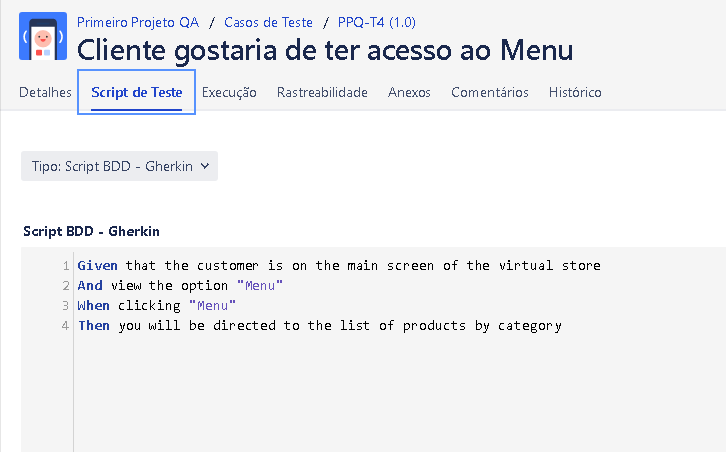 Primeiro Projeto QA / Casos de Teste / PPQ-T4 (1.0)
Cliente gostaria de ter acesso ao Menu
Detalhes Script de Teste Execução Rastreabilidade Anexos Comentários Histórico
Tipo: Script BDD - Gherkin
Script BDD - Gherkin
1 Given that the customer is on the main screen of the virtual store
2 And view the option "Menu"
3 When clicking "Menu"
4 Then you will be directed to the list of products by category